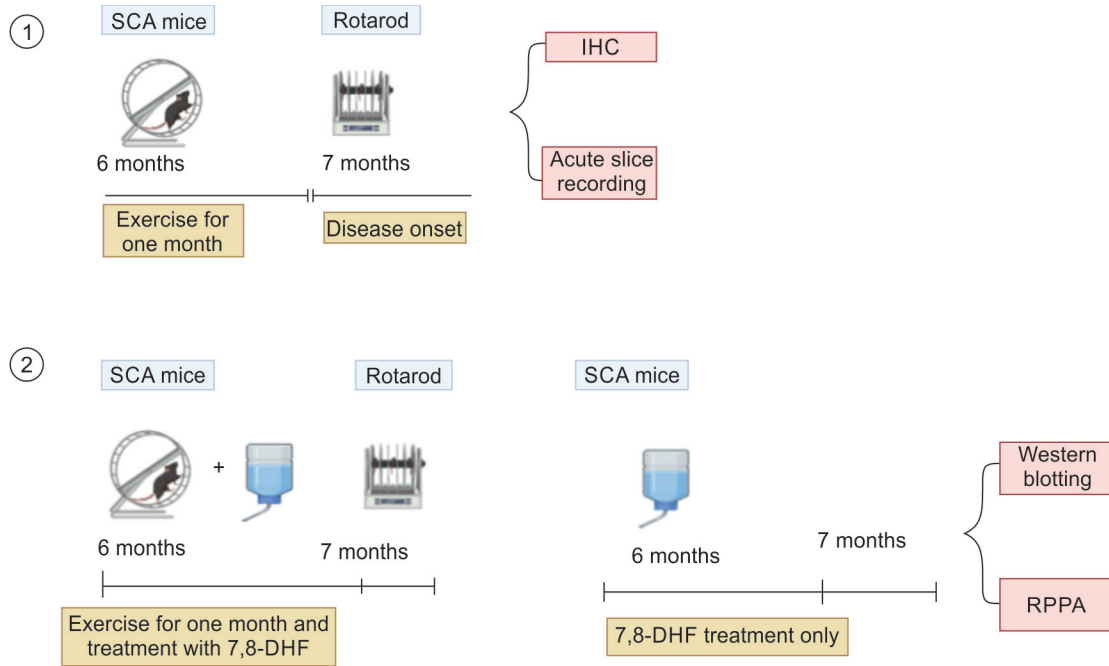 1
SCA mice
Rotarod
IHC
6 months
7 months
Acute slice
recording
Exercise for
one month
Disease onset
2
SCA mice
Rotarod
SCA mice
+
Western
blotting
6 months
7 months
6 months
7 months
RPPA
Exercise for one month and
treatment with 7,8-DHF
7,8-DHF treatment only